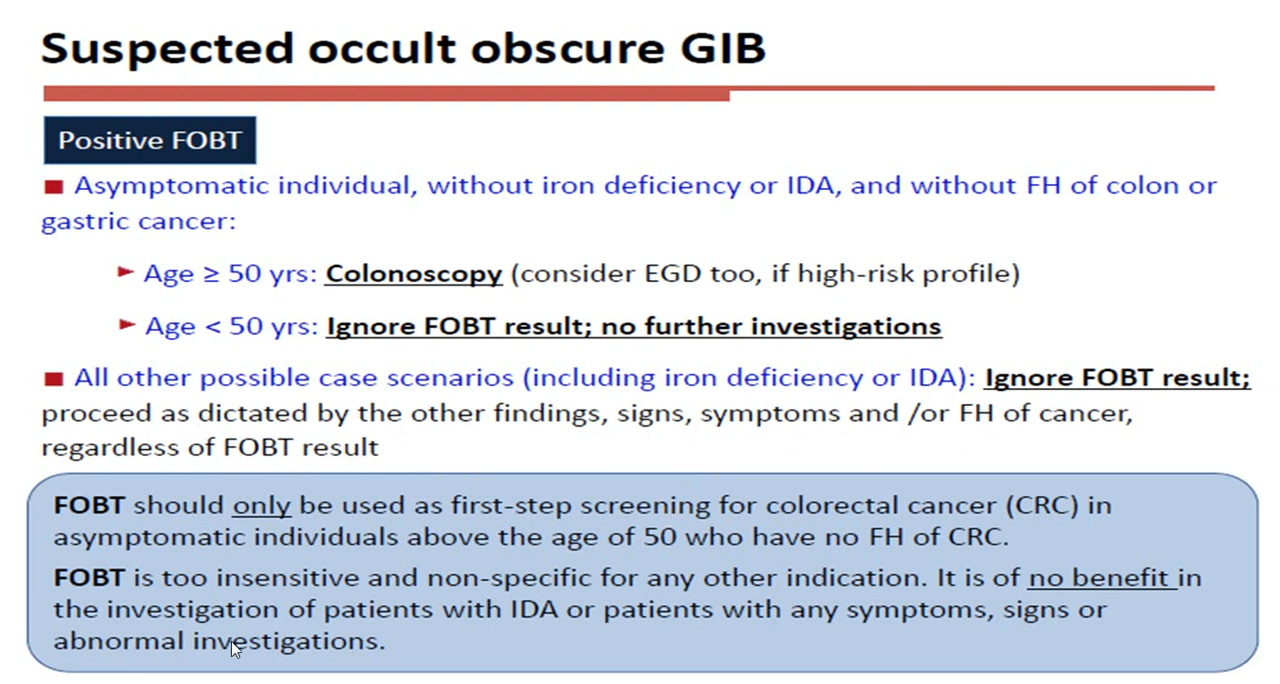 Suspected occult obscure GIB
Positive FOBT
■ Asymptomatic individual, without iron deficiency or IDA, and without FH of colon or
gastric cancer:
► Age ≥ 50 yrs: Colonoscopy (consider EGD too, if high-risk profile)
► Age < 50 yrs: Ignore FOBT result; no further investigations
■ All other possible case scenarios (including iron deficiency or IDA): Ignore FOBT result;
proceed as dictated by the other findings, signs, symptoms and /or FH of cancer,
regardless of FOBT result
FOBT should only be used as first-step screening for colorectal cancer (CRC) in
asymptomatic individuals above the age of 50 who have no FH of CRC.
FOBT is too insensitive and non-specific for any other indication. It is of no benefit in
the investigation of patients with IDA or patients with any symptoms, signs or
abnormal investigations.